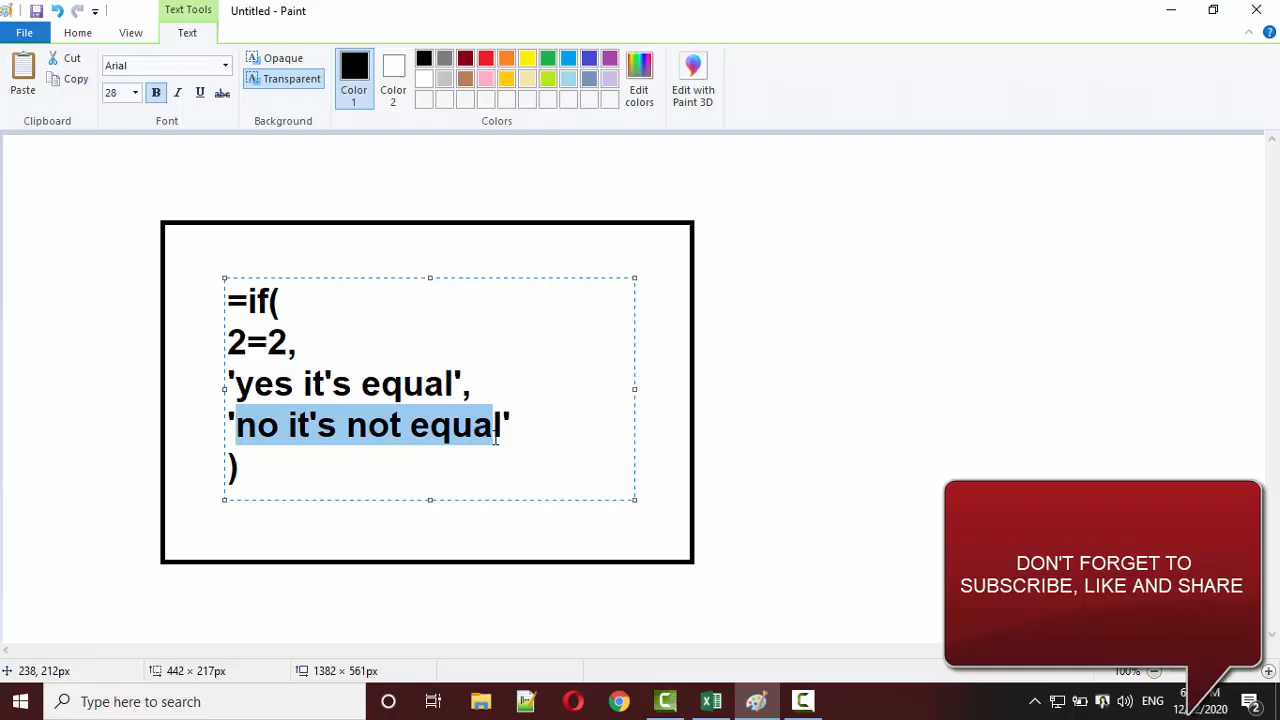 Text Tools
Untitled - Paint
File
Home
View
Text
Paste
Cut
Copy
Clipboard
Arial
28
B
I
U
abc
Font
Opaque
Transparent
Background
Color 1
Color 2
Edit colors
Colors
Edit with Paint 3D
=if(
2=2,
'yes it's equal',
'no it's not equal'
)
DON'T FORGET TO
SUBSCRIBE, LIKE AND SHARE
238, 212px
442 × 217px
1382 × 561px
100%
Type here to search
ENG
2